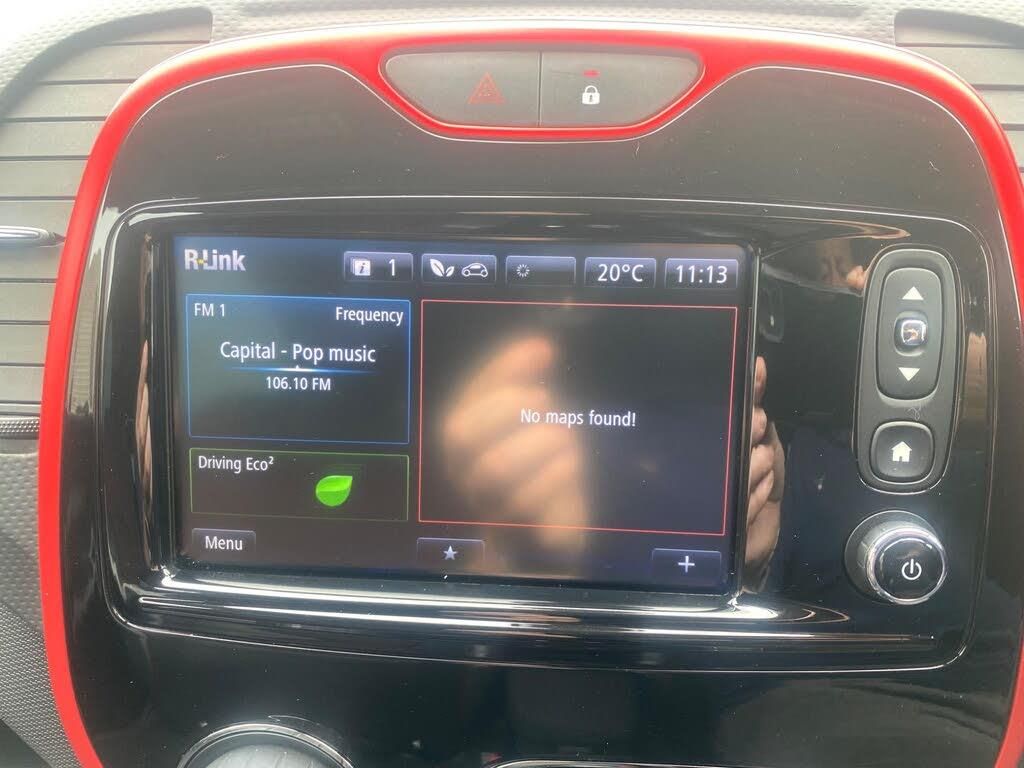 R-Link
1
20°C
11:13
FM 1
Frequency
Capital - Pop music
106.10 FM
No maps found!
Driving Eco²
Menu
+